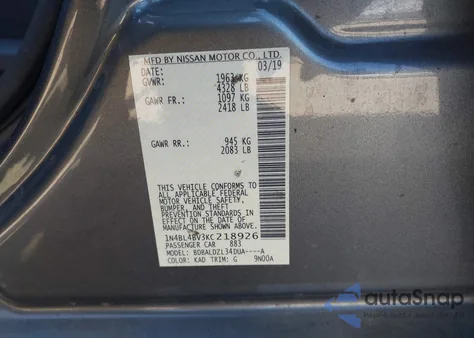 MFD BY NISSAN MOTOR CO., LTD.
DATE: 03/19
GVWR: 1963 KG
4328 LB
GAWR FR: 1097 KG
2418 LB
GAWR RR: 945 KG
2083 LB
THIS VEHICLE CONFORMS TO
ALL APPLICABLE FEDERAL
MOTOR VEHICLE SAFETY,
BUMPER, AND THEFT
PREVENTION STANDARDS IN
EFFECT ON THE DATE OF
MANUFACTURE SHOWN ABOVE.
1N4BL4BV3KC218926
PASSENGER CAR 883
MODEL: BDBALDZL34DUA----A
COLOR: KAD TRIM: G 9N00A
autoSnap